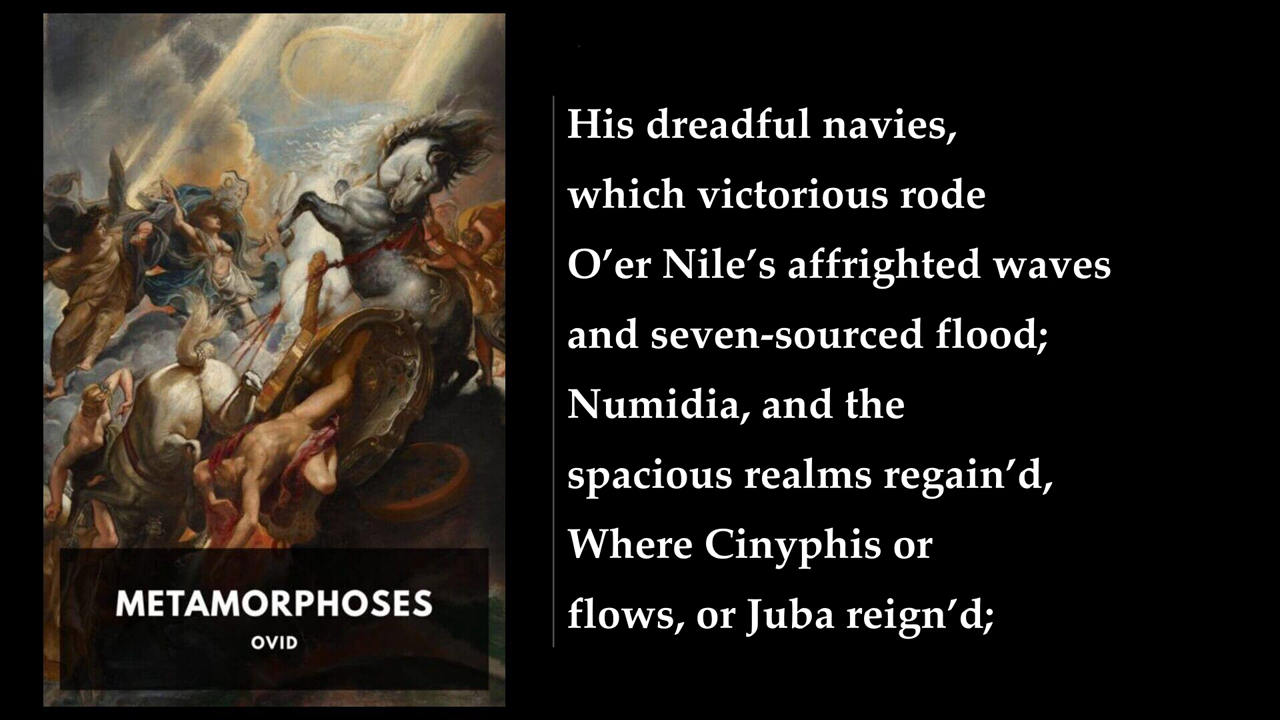 METAMORPHOSES
OVID
His dreadful navies,
which victorious rode
O’er Nile’s affrighted waves
and seven-sourced flood;
Numidia, and the
spacious realms regain’d,
Where Cinyphis or
flows, or Juba reign’d;